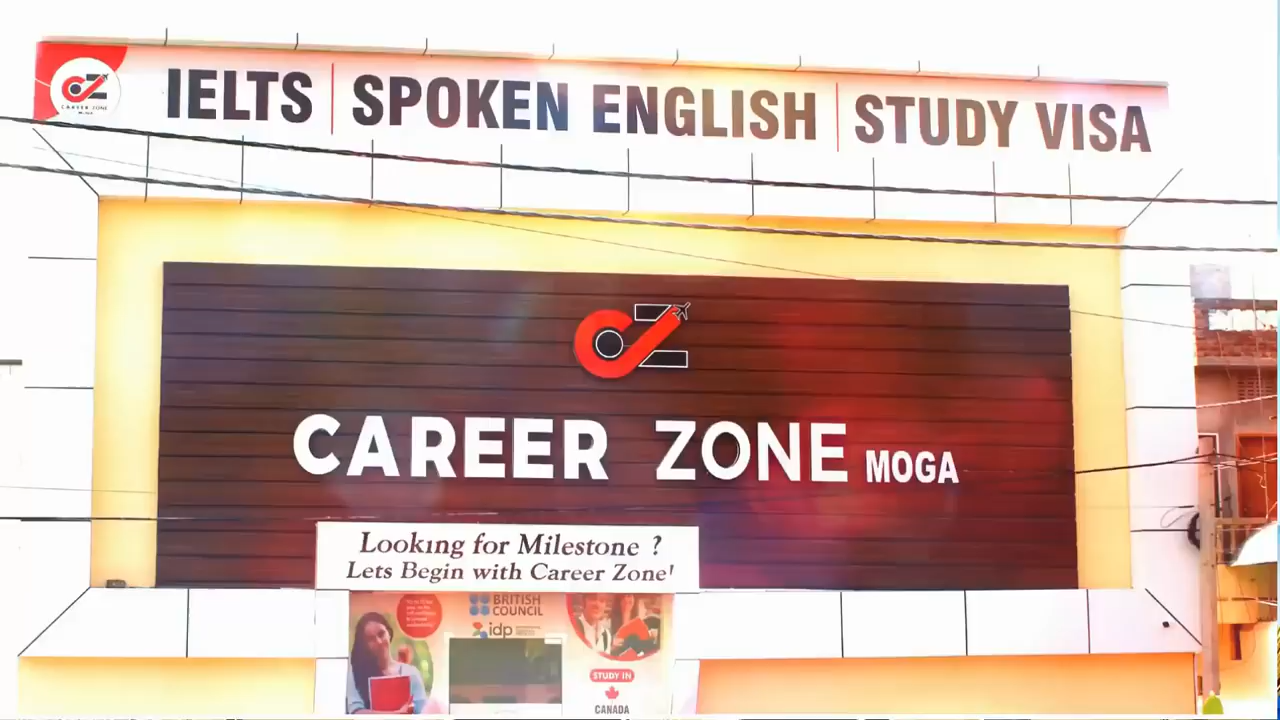 IELTS | SPOKEN ENGLISH | STUDY VISA
CAREER ZONE
CAREER ZONE MOGA
Looking for Milestone ?
Lets Begin with Career Zone!
BRITISH
COUNCIL
idp
STUDY IN
CANADA